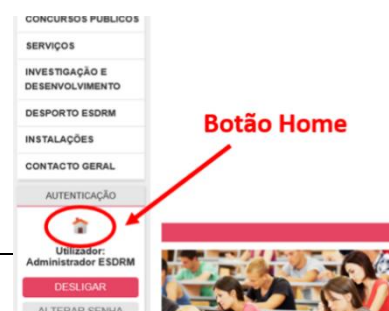 CONCURSOS PÚBLICOS
SERVIÇOS
INVESTIGAÇÃO E
DESENVOLVIMENTO
DESPORTO ESDRM
INSTALAÇÕES
CONTACTO GERAL
Botão Home
AUTENTICAÇÃO
Utilizador:
Administrador ESDRM
DESLIGAR
ALTERAR SENHA